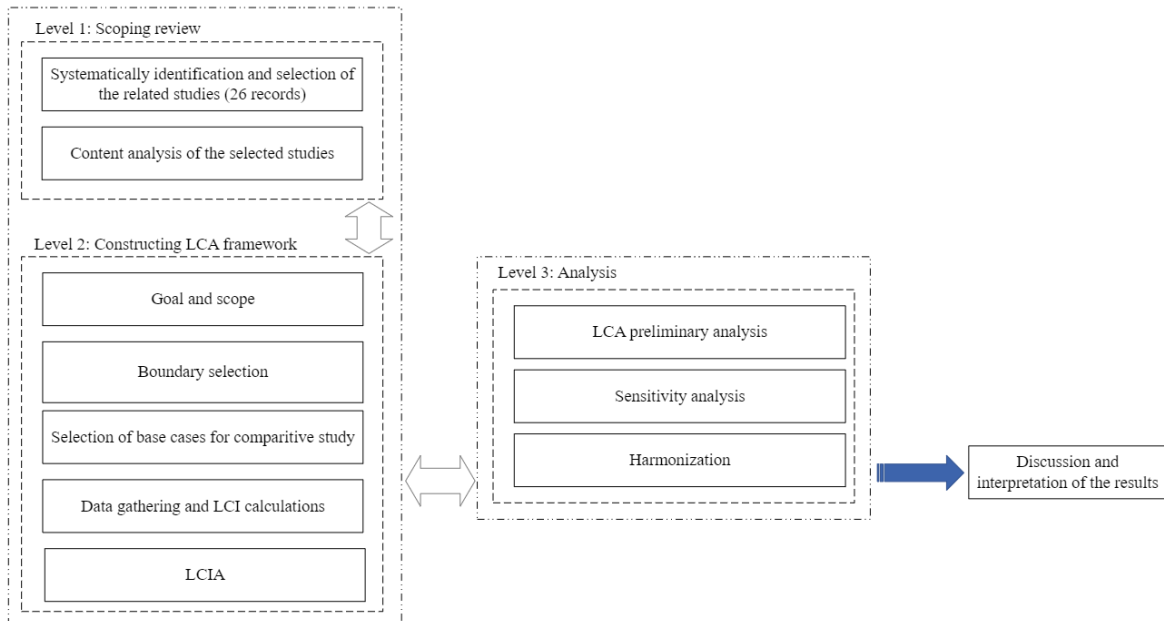 Level 1: Scoping review
Systematically identification and selection of
the related studies (26 records)
Content analysis of the selected studies
Level 2: Constructing LCA framework
Goal and scope
Boundary selection
Selection of base cases for comparitive study
Data gathering and LCI calculations
LCIA
Level 3: Analysis
LCA preliminary analysis
Sensitivity analysis
Harmonization
Discussion and
interpretation of the results